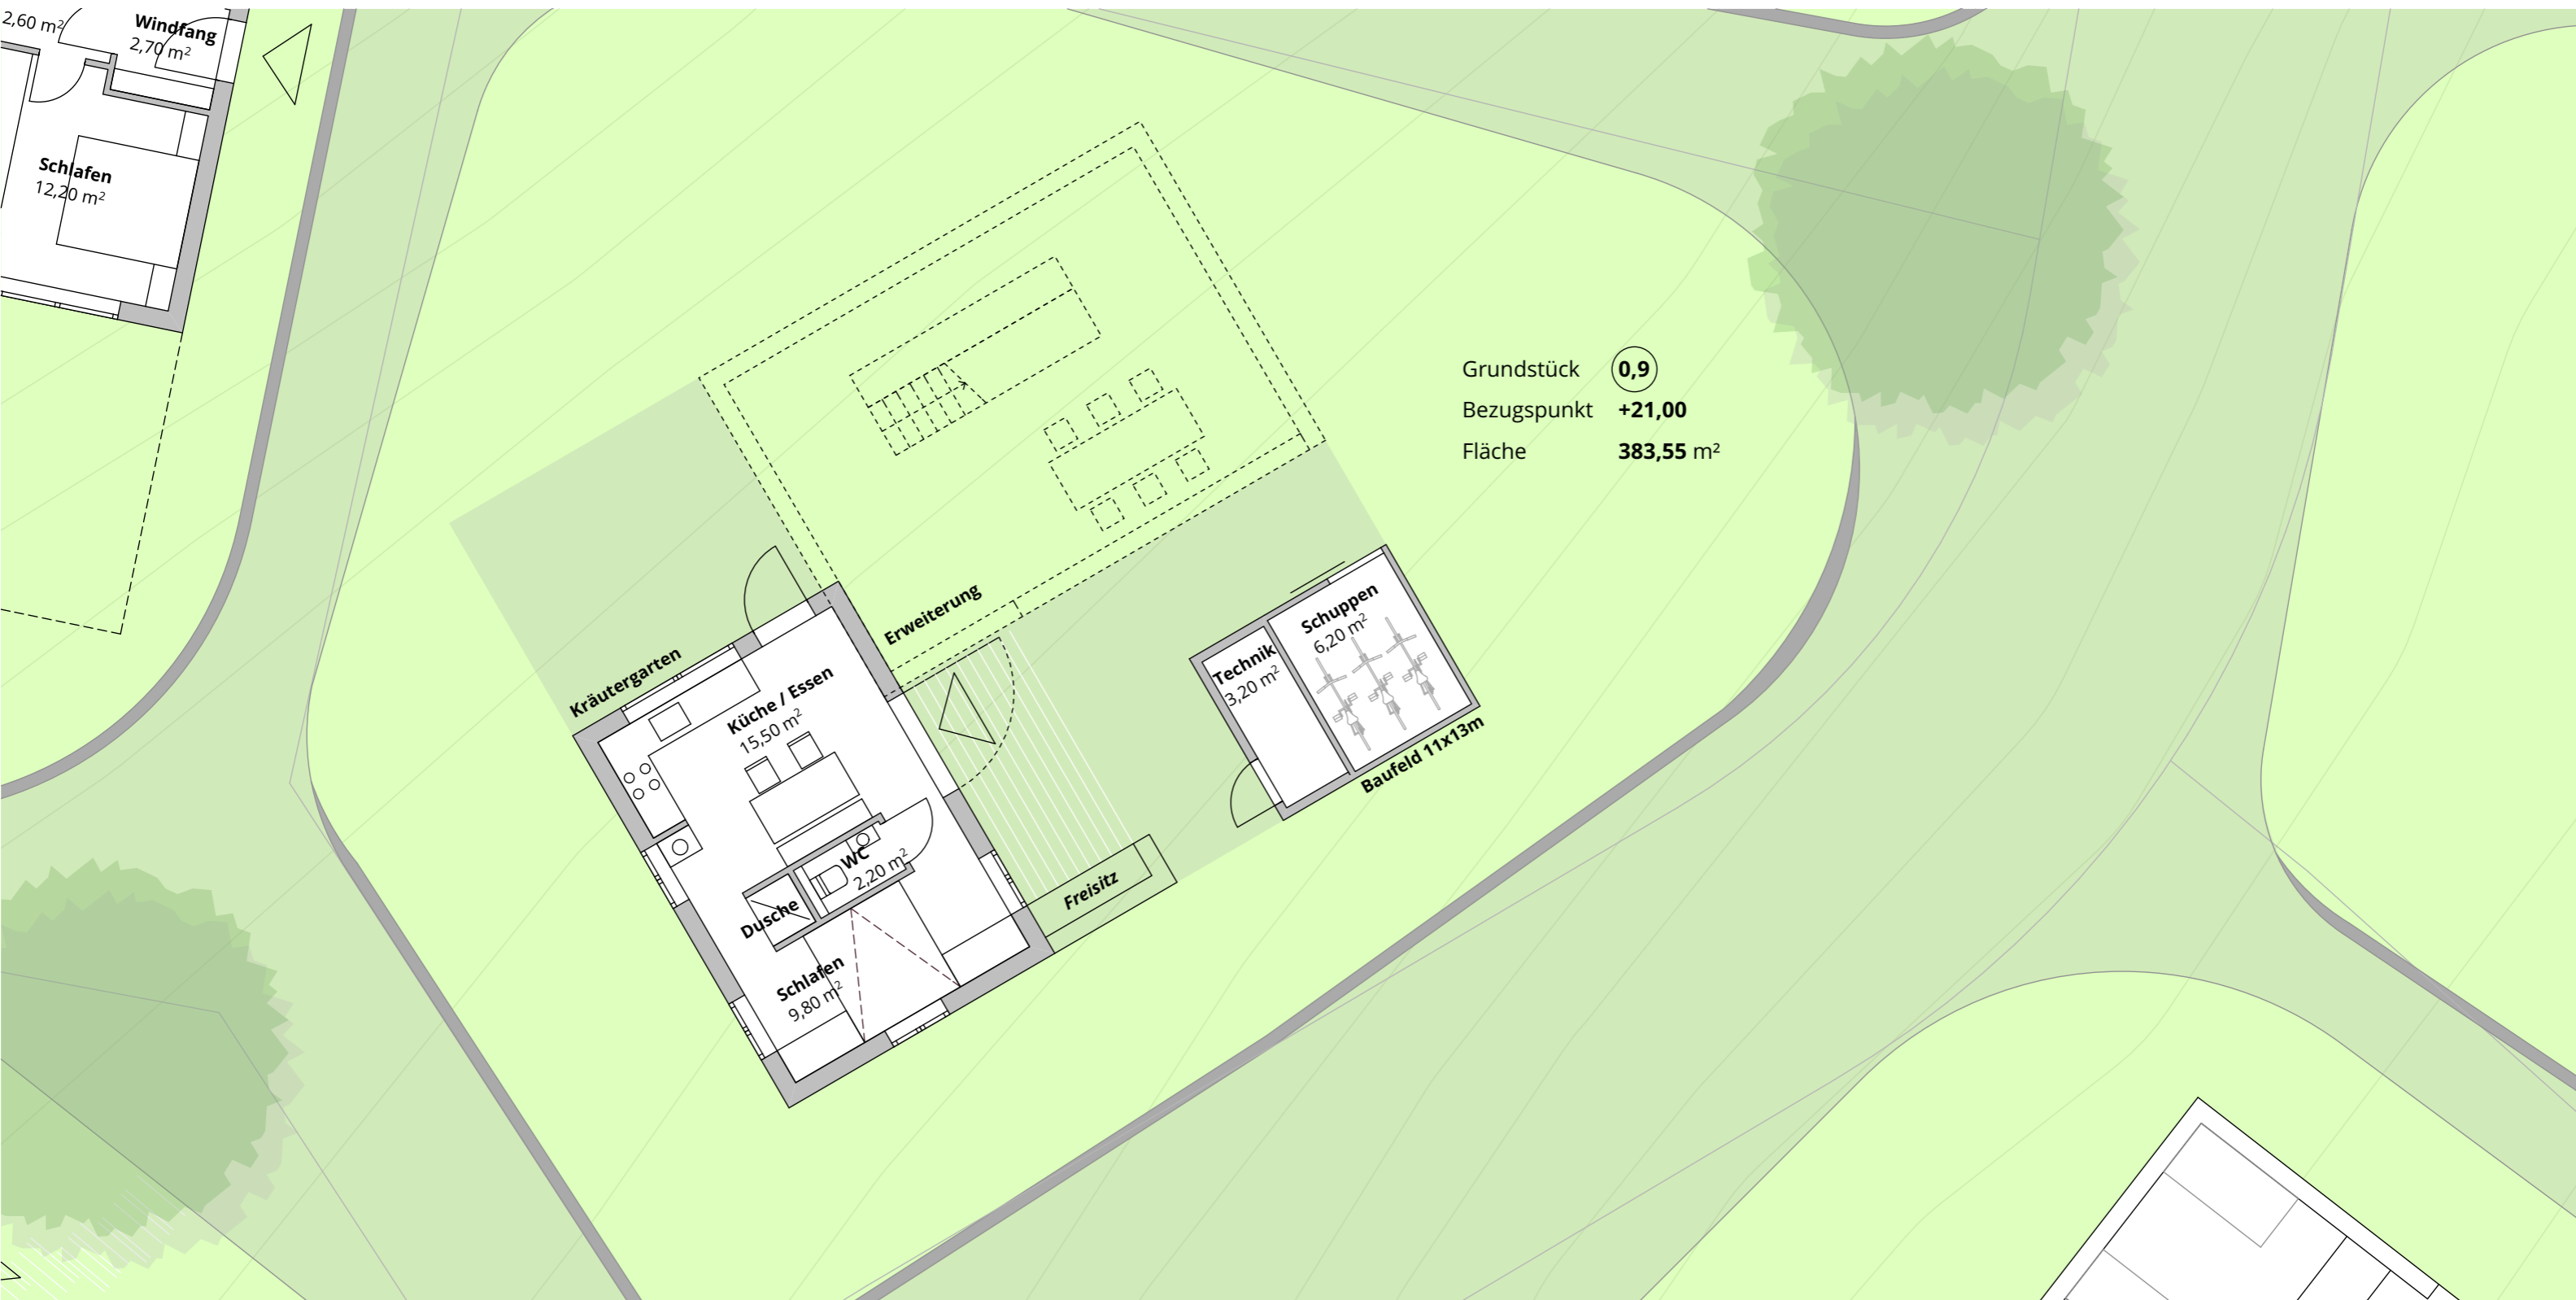 2,60 m²
Windfang
2,70 m²
Schlafen
12,20 m²
Grundstück 0,9
Bezugspunkt +21,00
Fläche 383,55 m²
Erweiterung
Kräutergarten
Küche / Essen
15,50 m²
Schuppen
6,20 m²
Technik
3,20 m²
Baufeld 11x13m
WC
2,20 m²
Dusche
Freisitz
Schlafen
9,80 m²